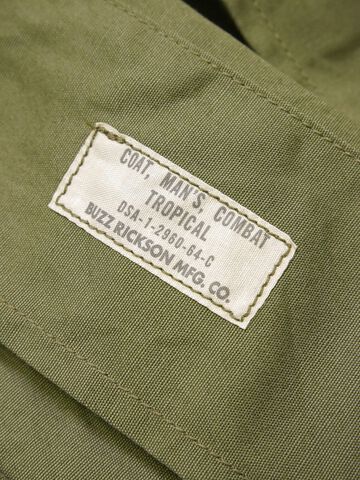 COAT, MAN'S, COMBAT
TROPICAL
DSA-1-2960-64-C
BUZZ RICKSON MFG. CO.